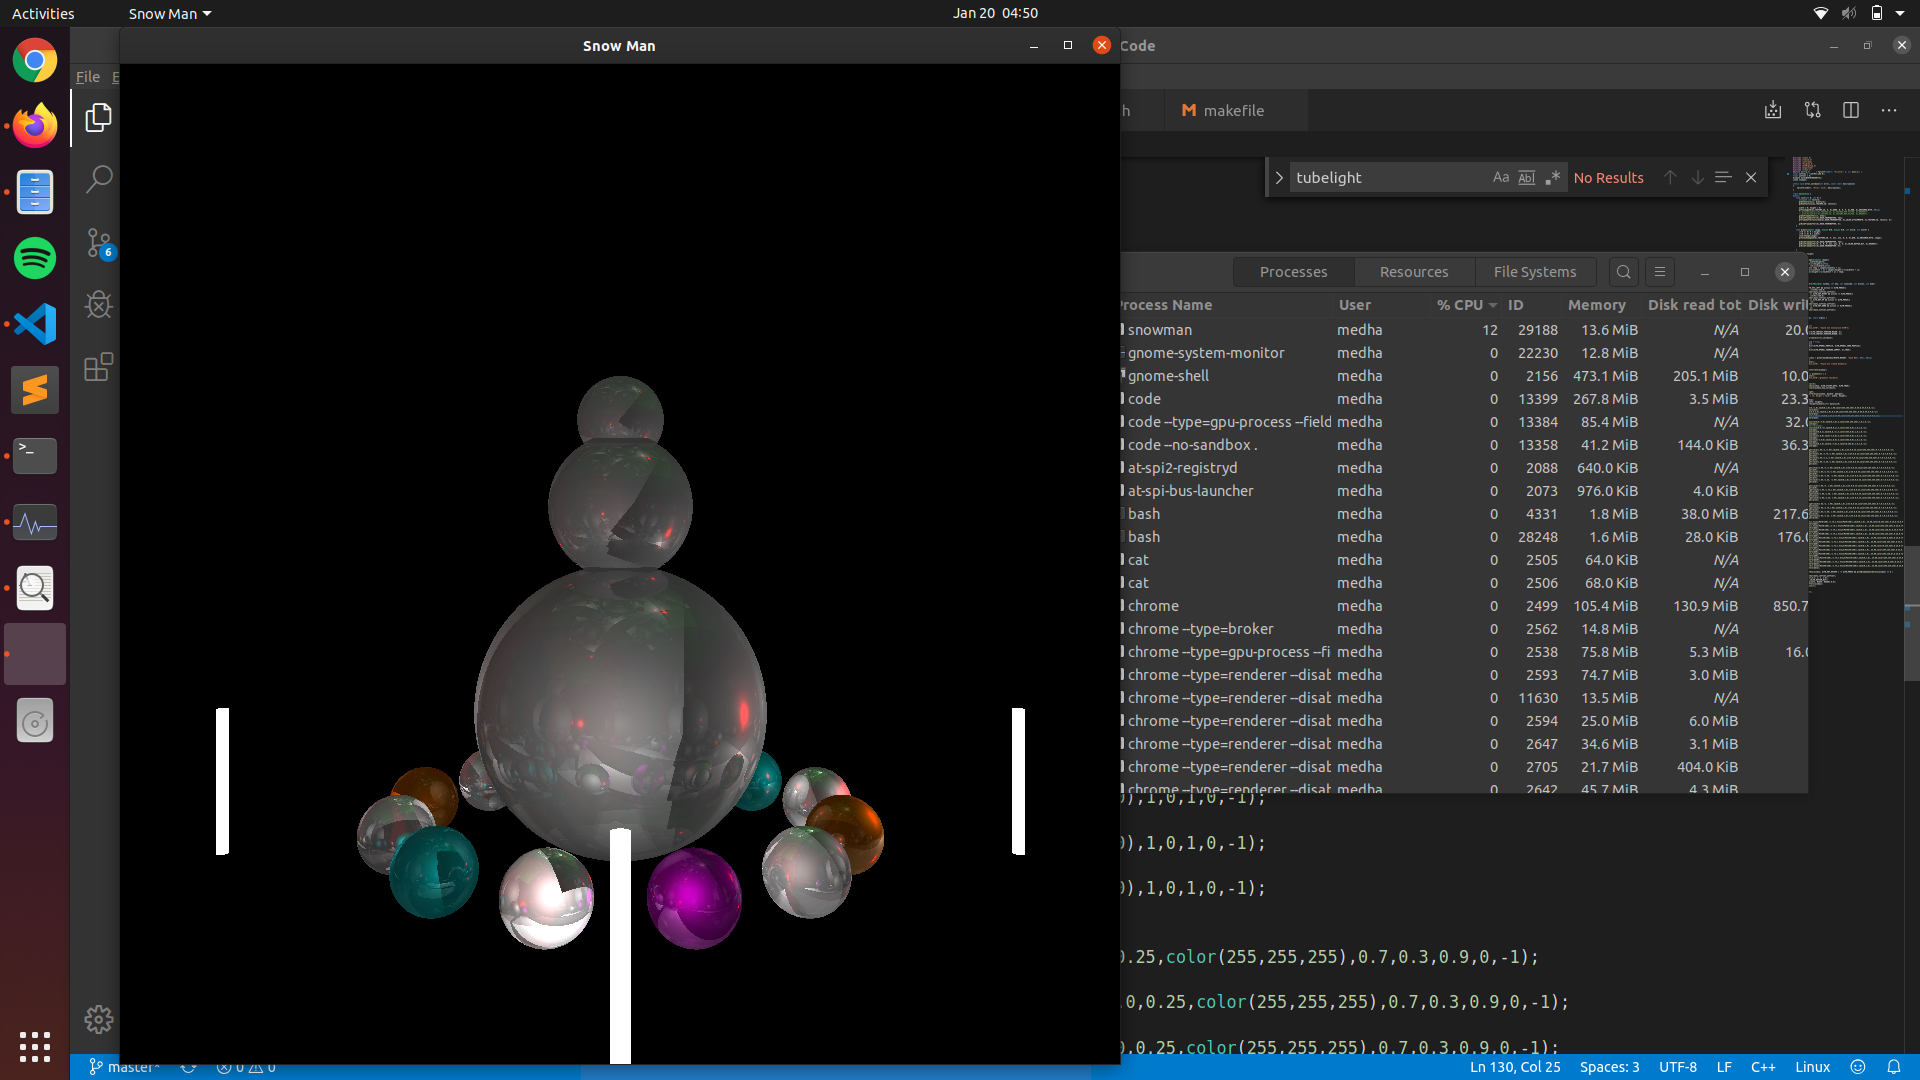 Activities
Snow Man
Jan 20 04:50
Snow Man
Code
File
makefile
tubelight
Aa
Abl
No Results
6
Processes
Resources
File Systems
Process Name User % CPU ID Memory Disk read tot Disk writ
snowman medha 12 29188 13.6 MiB N/A 20.0
gnome-system-monitor medha 0 22230 12.8 MiB N/A
gnome-shell medha 0 2156 473.1 MiB 205.1 MiB 10.0
code medha 0 13399 267.8 MiB 3.5 MiB 23.3
code --type=gpu-process --field medha 0 13384 85.4 MiB N/A 32.
code --no-sandbox . medha 0 13358 41.2 MiB 144.0 KiB 36.3
at-spi2-registryd medha 0 2088 640.0 KiB N/A
at-spi-bus-launcher medha 0 2073 976.0 KiB 4.0 KiB
bash medha 0 4331 1.8 MiB 38.0 MiB 217.6
bash medha 0 28248 1.6 MiB 28.0 KiB 176.0
cat medha 0 2505 64.0 KiB N/A
cat medha 0 2506 68.0 KiB N/A
chrome medha 0 2499 105.4 MiB 130.9 MiB 850.7
chrome --type=broker medha 0 2562 14.8 MiB N/A
chrome --type=gpu-process --fi medha 0 2538 75.8 MiB 5.3 MiB 16.0
chrome --type=renderer --disab medha 0 2593 74.7 MiB 3.0 MiB
chrome --type=renderer --disab medha 0 11630 13.5 MiB N/A
chrome --type=renderer --disab medha 0 2594 25.0 MiB 6.0 MiB
chrome --type=renderer --disab medha 0 2647 34.6 MiB 3.1 MiB
chrome --type=renderer --disab medha 0 2705 21.7 MiB 404.0 KiB
chrome --type=renderer --disab medha 0 2642 45.7 MiB 4.3 MiB
0),1,0,1,0,-1);
0),1,0,1,0,-1);
0),1,0,1,0,-1);
0.25,color(255,255,255),0.7,0.3,0.9,0,-1);
0,0.25,color(255,255,255),0.7,0.3,0.9,0,-1);
0,0.25,color(255,255,255),0.7,0.3,0.9,0,-1);
master*
0
0
Ln 130, Col 25
Spaces: 3
UTF-8
LF
C++
Linux